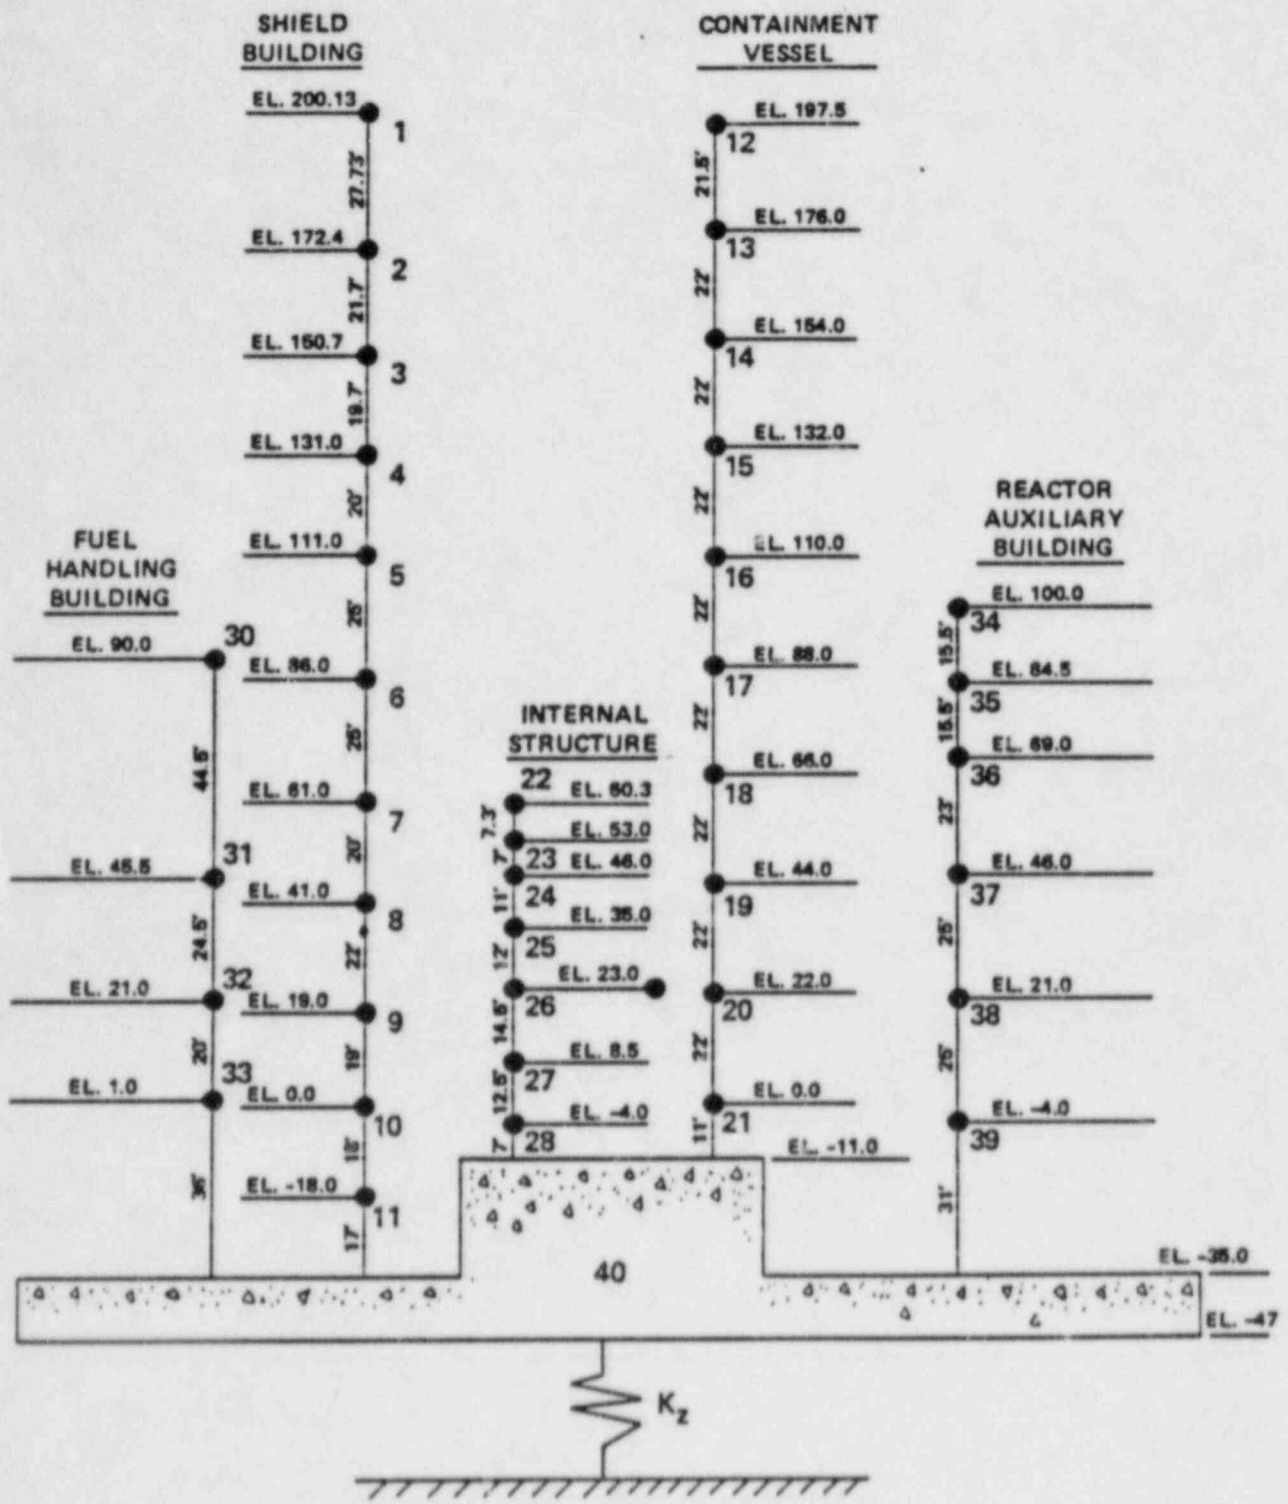 SHIELD
BUILDING
EL. 200.13
1
27.73'
EL. 172.4
2
21.7'
EL. 150.7
3
19.7'
EL. 131.0
4
20'
EL. 111.0
5
25'
EL. 86.0
6
25'
EL. 61.0
7
20'
EL. 41.0
8
22'
EL. 19.0
9
19'
EL. 0.0
10
18'
EL. -18.0
11
17'
CONTAINMENT
VESSEL
EL. 197.5
12
21.5'
EL. 176.0
13
22'
EL. 154.0
14
22'
EL. 132.0
15
22'
EL. 110.0
16
22'
EL. 88.0
17
22'
EL. 66.0
18
22'
EL. 44.0
19
22'
EL. 22.0
20
22'
EL. 0.0
21
11'
EL. -11.0
FUEL
HANDLING
BUILDING
EL. 90.0
30
44.5'
EL. 45.5
31
24.5'
EL. 21.0
32
20'
EL. 1.0
33
36'
INTERNAL
STRUCTURE
22
EL. 60.3
7.3'
EL. 53.0
23
7'
EL. 46.0
24
11'
EL. 35.0
25
12'
EL. 23.0
26
14.5'
EL. 8.5
27
12.5'
EL. -4.0
28
7'
REACTOR
AUXILIARY
BUILDING
EL. 100.0
34
15.5'
EL. 84.5
35
15.5'
EL. 69.0
36
23'
EL. 46.0
37
25'
EL. 21.0
38
25'
EL. -4.0
39
31'
EL. -35.0
40
EL. -47
Kz